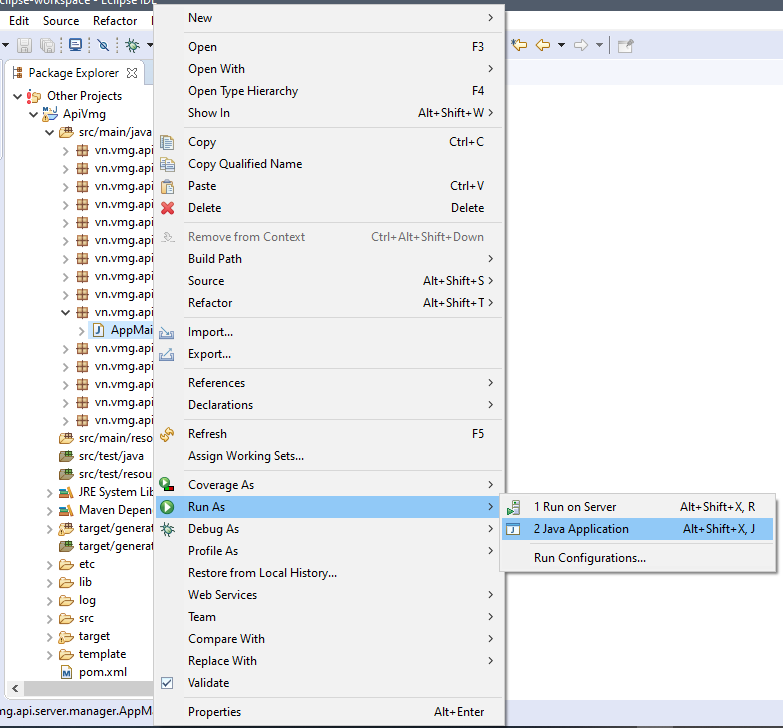 clipse-workspace - Eclipse IDE
Edit Source Refactor
Package Explorer
Other Projects
ApiVmg
src/main/java
vn.vmg.api
vn.vmg.api
vn.vmg.api
vn.vmg.api
vn.vmg.api
vn.vmg.api
vn.vmg.api
vn.vmg.api
vn.vmg.api
vn.vmg.api
AppMai
vn.vmg.api
vn.vmg.api
vn.vmg.api
vn.vmg.api
vn.vmg.api
src/main/reso
src/test/java
src/test/resou
JRE System Lib
Maven Depen
target/generat
target/generat
etc
lib
log
src
target
template
pom.xml
mg.api.server.manager.AppMa
New
Open F3
Open With
Open Type Hierarchy F4
Show In Alt+Shift+W
Copy Ctrl+C
Copy Qualified Name
Paste Ctrl+V
Delete Delete
Remove from Context Ctrl+Alt+Shift+Down
Build Path
Source Alt+Shift+S
Refactor Alt+Shift+T
Import...
Export...
References
Declarations
Refresh F5
Assign Working Sets...
Coverage As
Run As
Debug As
Profile As
Restore from Local History...
Web Services
Team
Compare With
Replace With
Validate
Properties Alt+Enter
1 Run on Server Alt+Shift+X, R
2 Java Application Alt+Shift+X, J
Run Configurations...